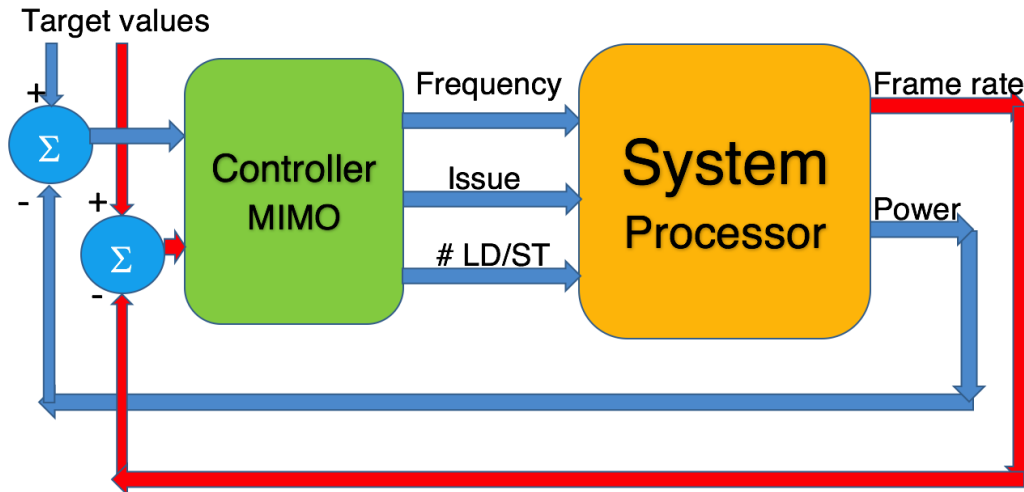 Target values
+
Σ
-
+
Σ
-
Controller
MIMO
Frequency
Issue
# LD/ST
System
Processor
Frame rate
Power